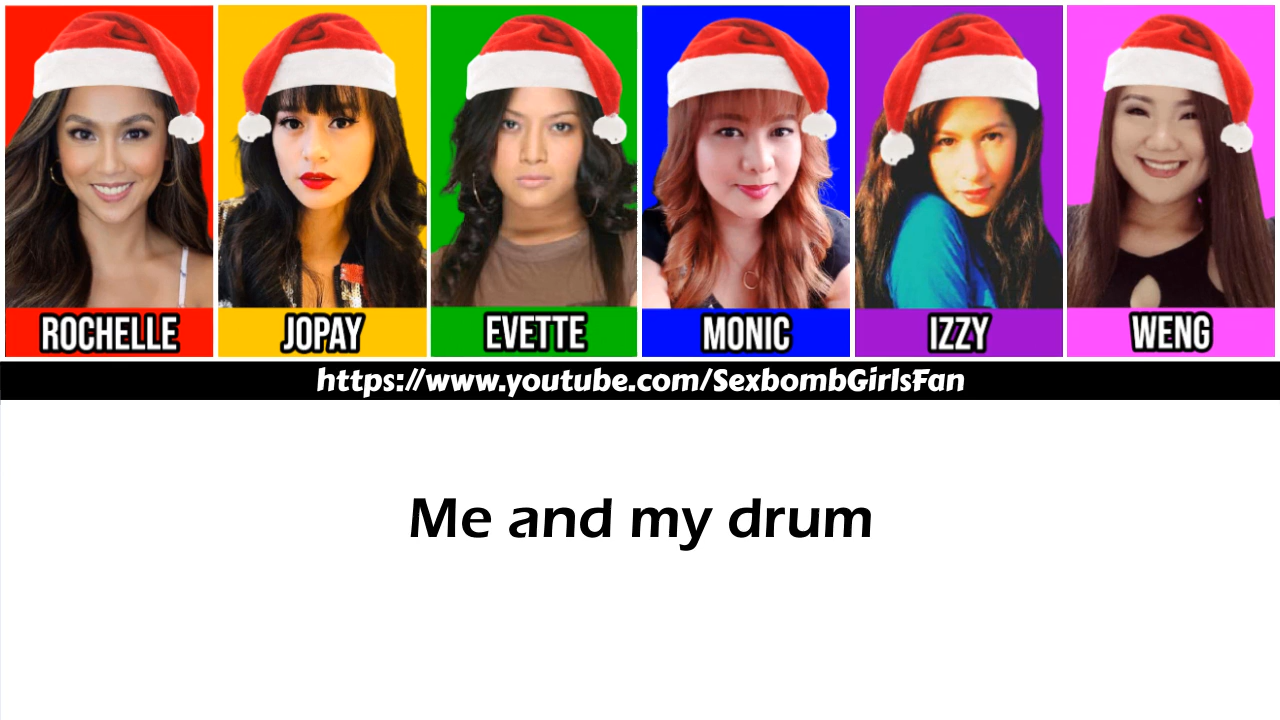 ROCHELLE JOPAY EVETTE MONIC IZZY WENG
https://www.youtube.com/SexbombGirlsFan
Me and my drum